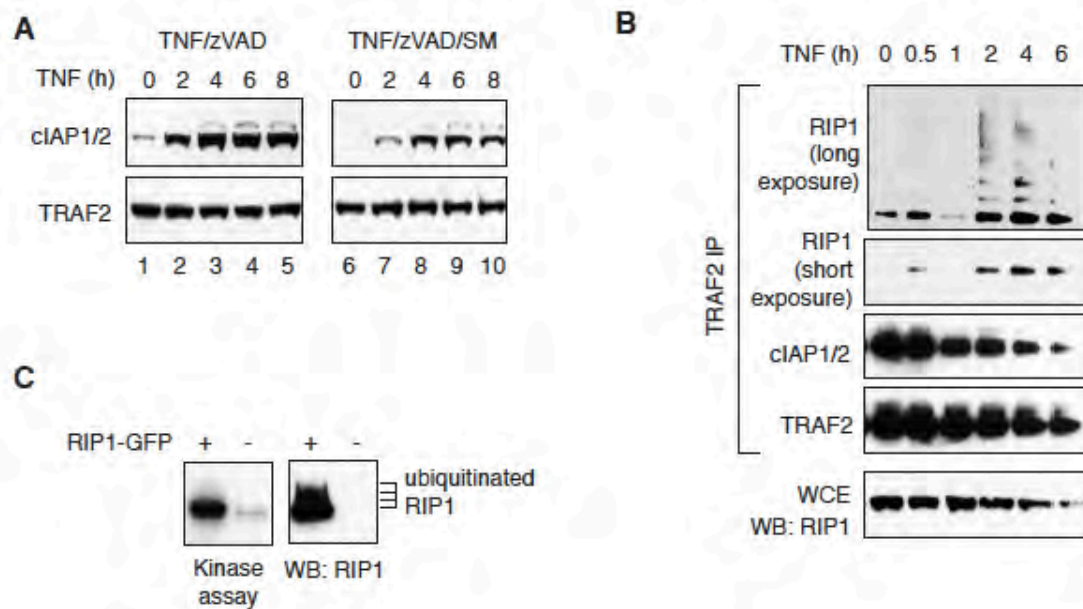 A
TNF/zVAD TNF/zVAD/SM
TNF (h) 0 2 4 6 8 0 2 4 6 8
cIAP1/2
TRAF2
1 2 3 4 5 6 7 8 9 10
B
TNF (h) 0 0.5 1 2 4 6
TRAF2 IP
RIP1
(long
exposure)
RIP1
(short
exposure)
cIAP1/2
TRAF2
WCE
WB: RIP1
C
RIP1-GFP + - + -
ubiquitinated
RIP1
Kinase
assay
WB: RIP1